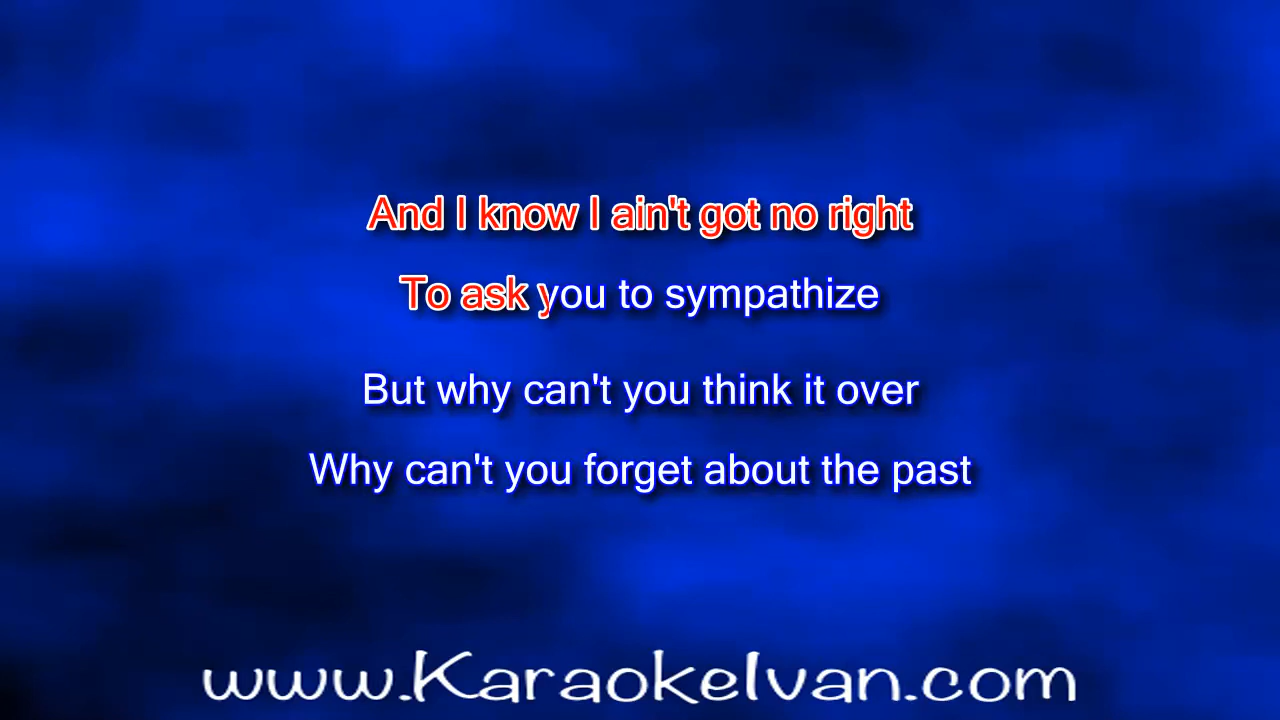 And I know I ain't got no right
To ask you to sympathize
But why can't you think it over
Why can't you forget about the past
www.KaraokeIvan.com